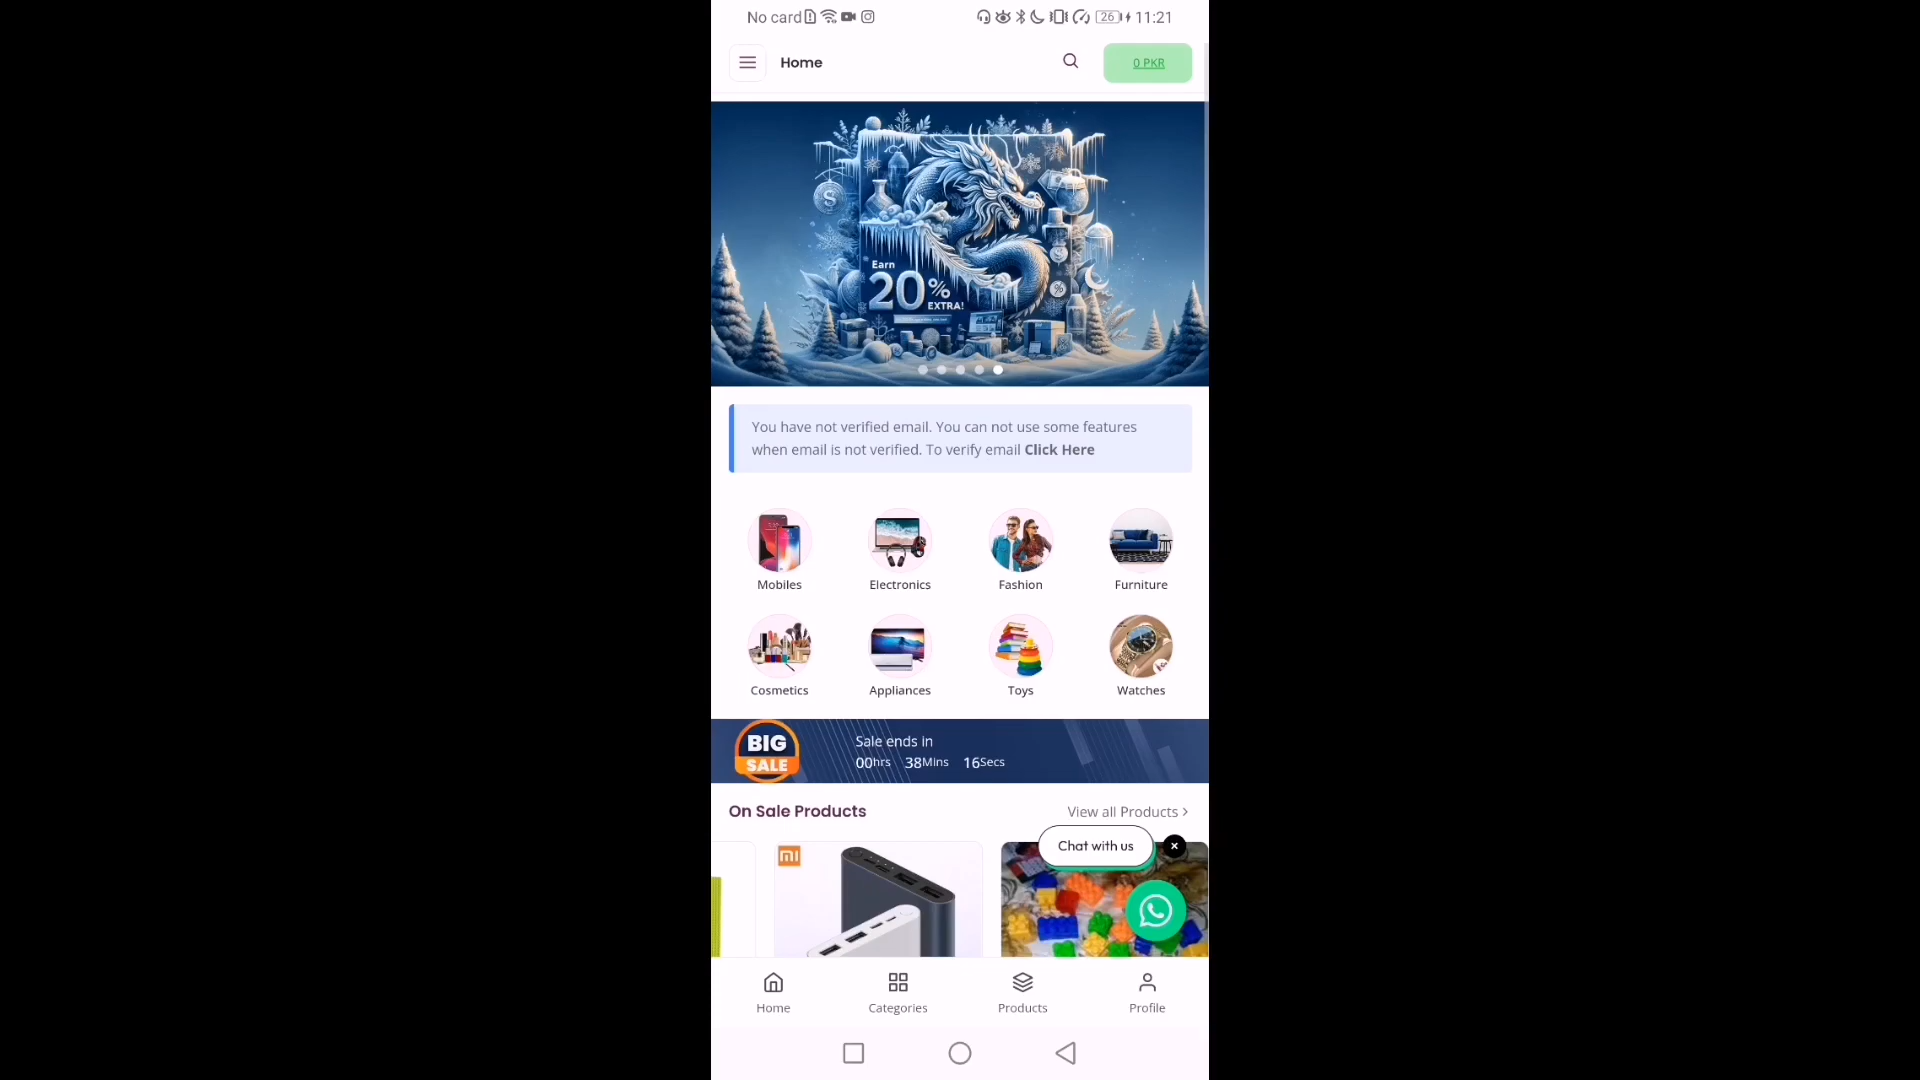 No card 26 11:21
Home 0 PKR
Earn
20%
EXTRA!
You have not verified email. You can not use some features
when email is not verified. To verify email Click Here
Mobiles Electronics Fashion Furniture
Cosmetics Appliances Toys Watches
BIG
SALE
Sale ends in
00hrs 38Mins 16Secs
On Sale Products View all Products >
Chat with us
mi
Home Categories Products Profile